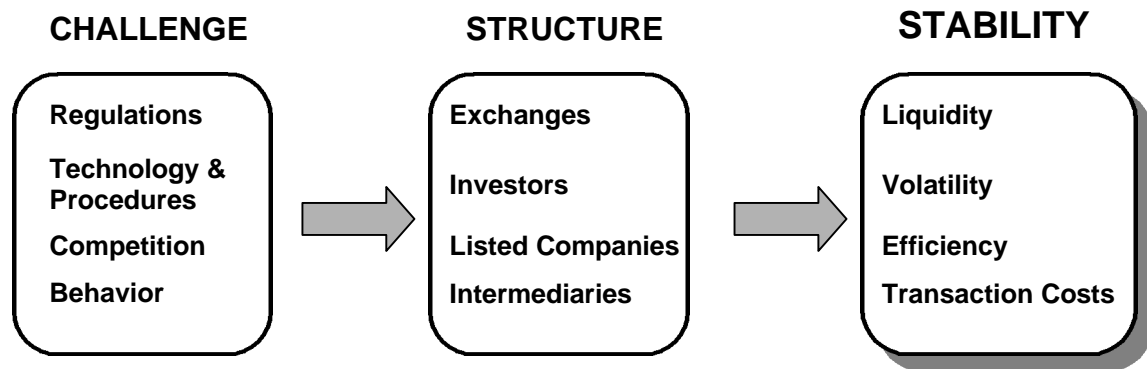 CHALLENGE
Regulations
Technology &
Procedures
Competition
Behavior
STRUCTURE
Exchanges
Investors
Listed Companies
Intermediaries
STABILITY
Liquidity
Volatility
Efficiency
Transaction Costs